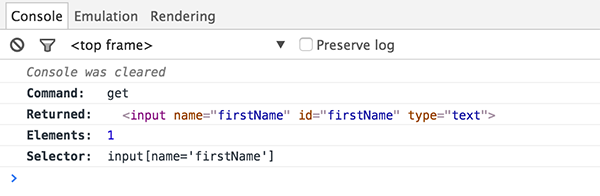 Console Emulation Rendering
<top frame> ▼ Preserve log
Console was cleared
Command: get
Returned: <input name="firstName" id="firstName" type="text">
Elements: 1
Selector: input[name='firstName']
>